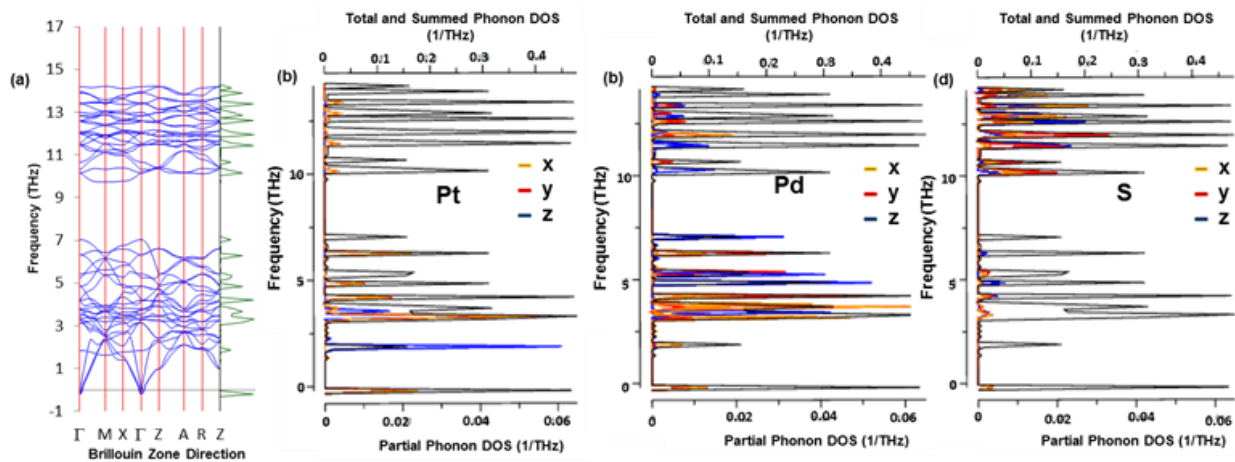 (a)
17
15
13
11
9
7
5
3
1
-1
Frequency (THz)
Γ M X Γ Z A R Z
Brillouin Zone Direction
Total and Summed Phonon DOS
(1/THz)
(b)
0 0.1 0.2 0.3 0.4
10
5
0
Frequency (THz)
Pt
x
y
z
0 0.02 0.04 0.06
Partial Phonon DOS (1/THz)
Total and Summed Phonon DOS
(1/THz)
(b)
0 0.1 0.2 0.3 0.4
10
5
0
Frequency (THz)
Pd
x
y
z
0 0.02 0.04 0.06
Partial Phonon DOS (1/THz)
Total and Summed Phonon DOS
(1/THz)
(d)
0 0.1 0.2 0.3 0.4
10
5
0
Frequency (THz)
S
x
y
z
0 0.02 0.04 0.06
Partial Phonon DOS (1/THz)